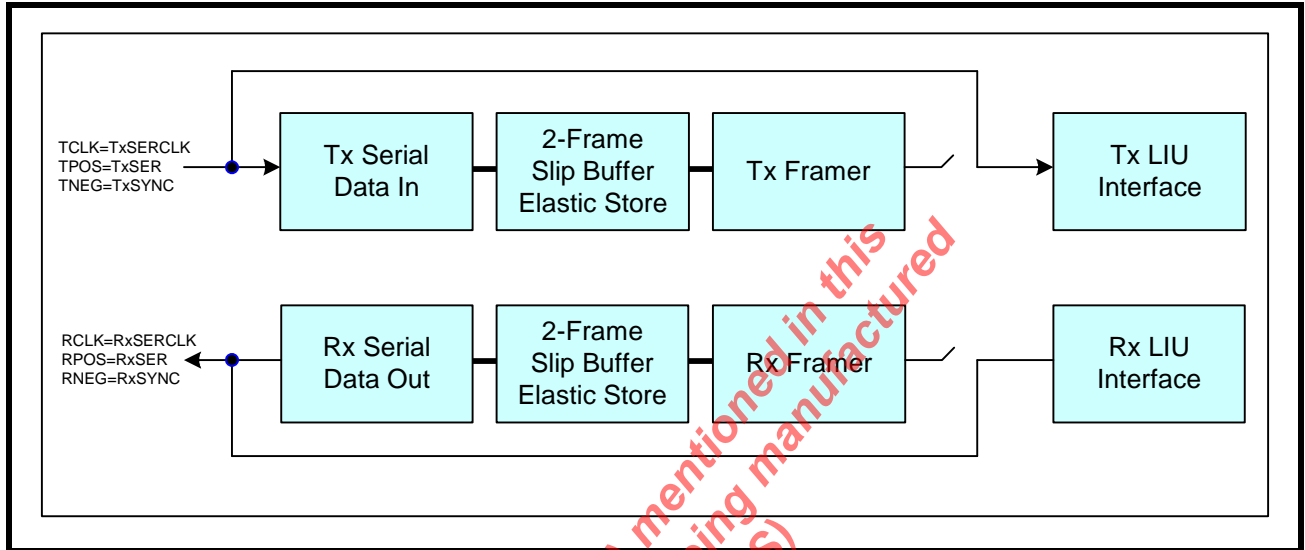 TCLK=TxSERCLK
TPOS=TxSER
TNEG=TxSYNC
Tx Serial
Data In
2-Frame
Slip Buffer
Elastic Store
Tx Framer
Tx LIU
Interface
RCLK=RxSERCLK
RPOS=RxSER
RNEG=RxSYNC
Rx Serial
Data Out
2-Frame
Slip Buffer
Elastic Store
Rx Framer
Rx LIU
Interface
mentioned in this
ing manufactured
S)